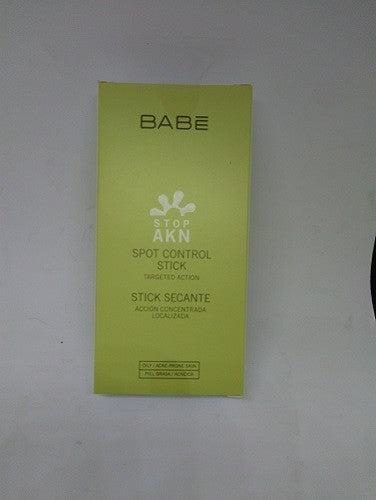 BABĒ
STOP
AKN
SPOT CONTROL
STICK
TARGETED ACTION
STICK SECANTE
ACCIÓN CONCENTRADA
LOCALIZADA
OILY / ACNE-PRONE SKIN
PIEL GRASA / ACNEICA